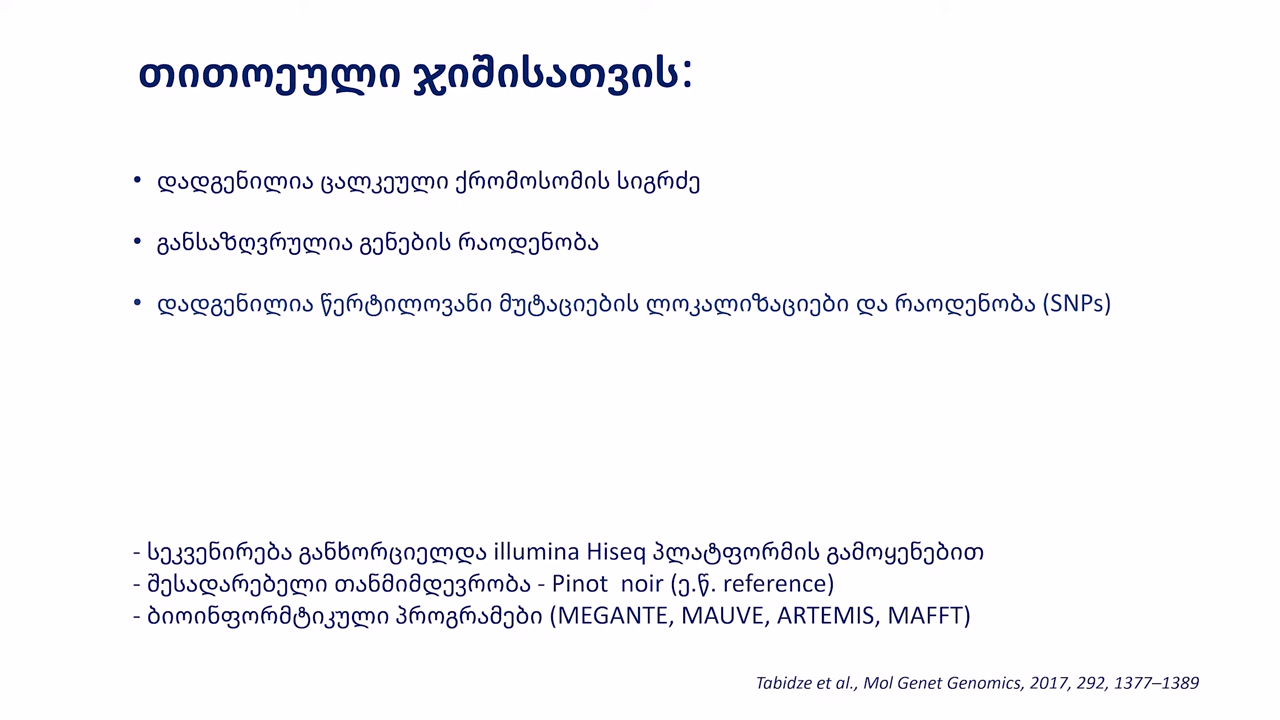 თითოეული ჯიშისათვის:
• დადგენილია ცალკეული ქრომოსომის სიგრძე
• განსაზღვრულია გენების რაოდენობა
• დადგენილია წერტილოვანი მუტაციების ლოკალიზაციები და რაოდენობა (SNPs)
- სეკვენირება განხორციელდა illumina Hiseq პლატფორმის გამოყენებით
- შესადარებელი თანმიმდევრობა - Pinot  noir (ე.წ. reference)
- ბიოინფორმტიკული პროგრამები (MEGANTE, MAUVE, ARTEMIS, MAFFT)
Tabidze et al., Mol Genet Genomics, 2017, 292, 1377–1389